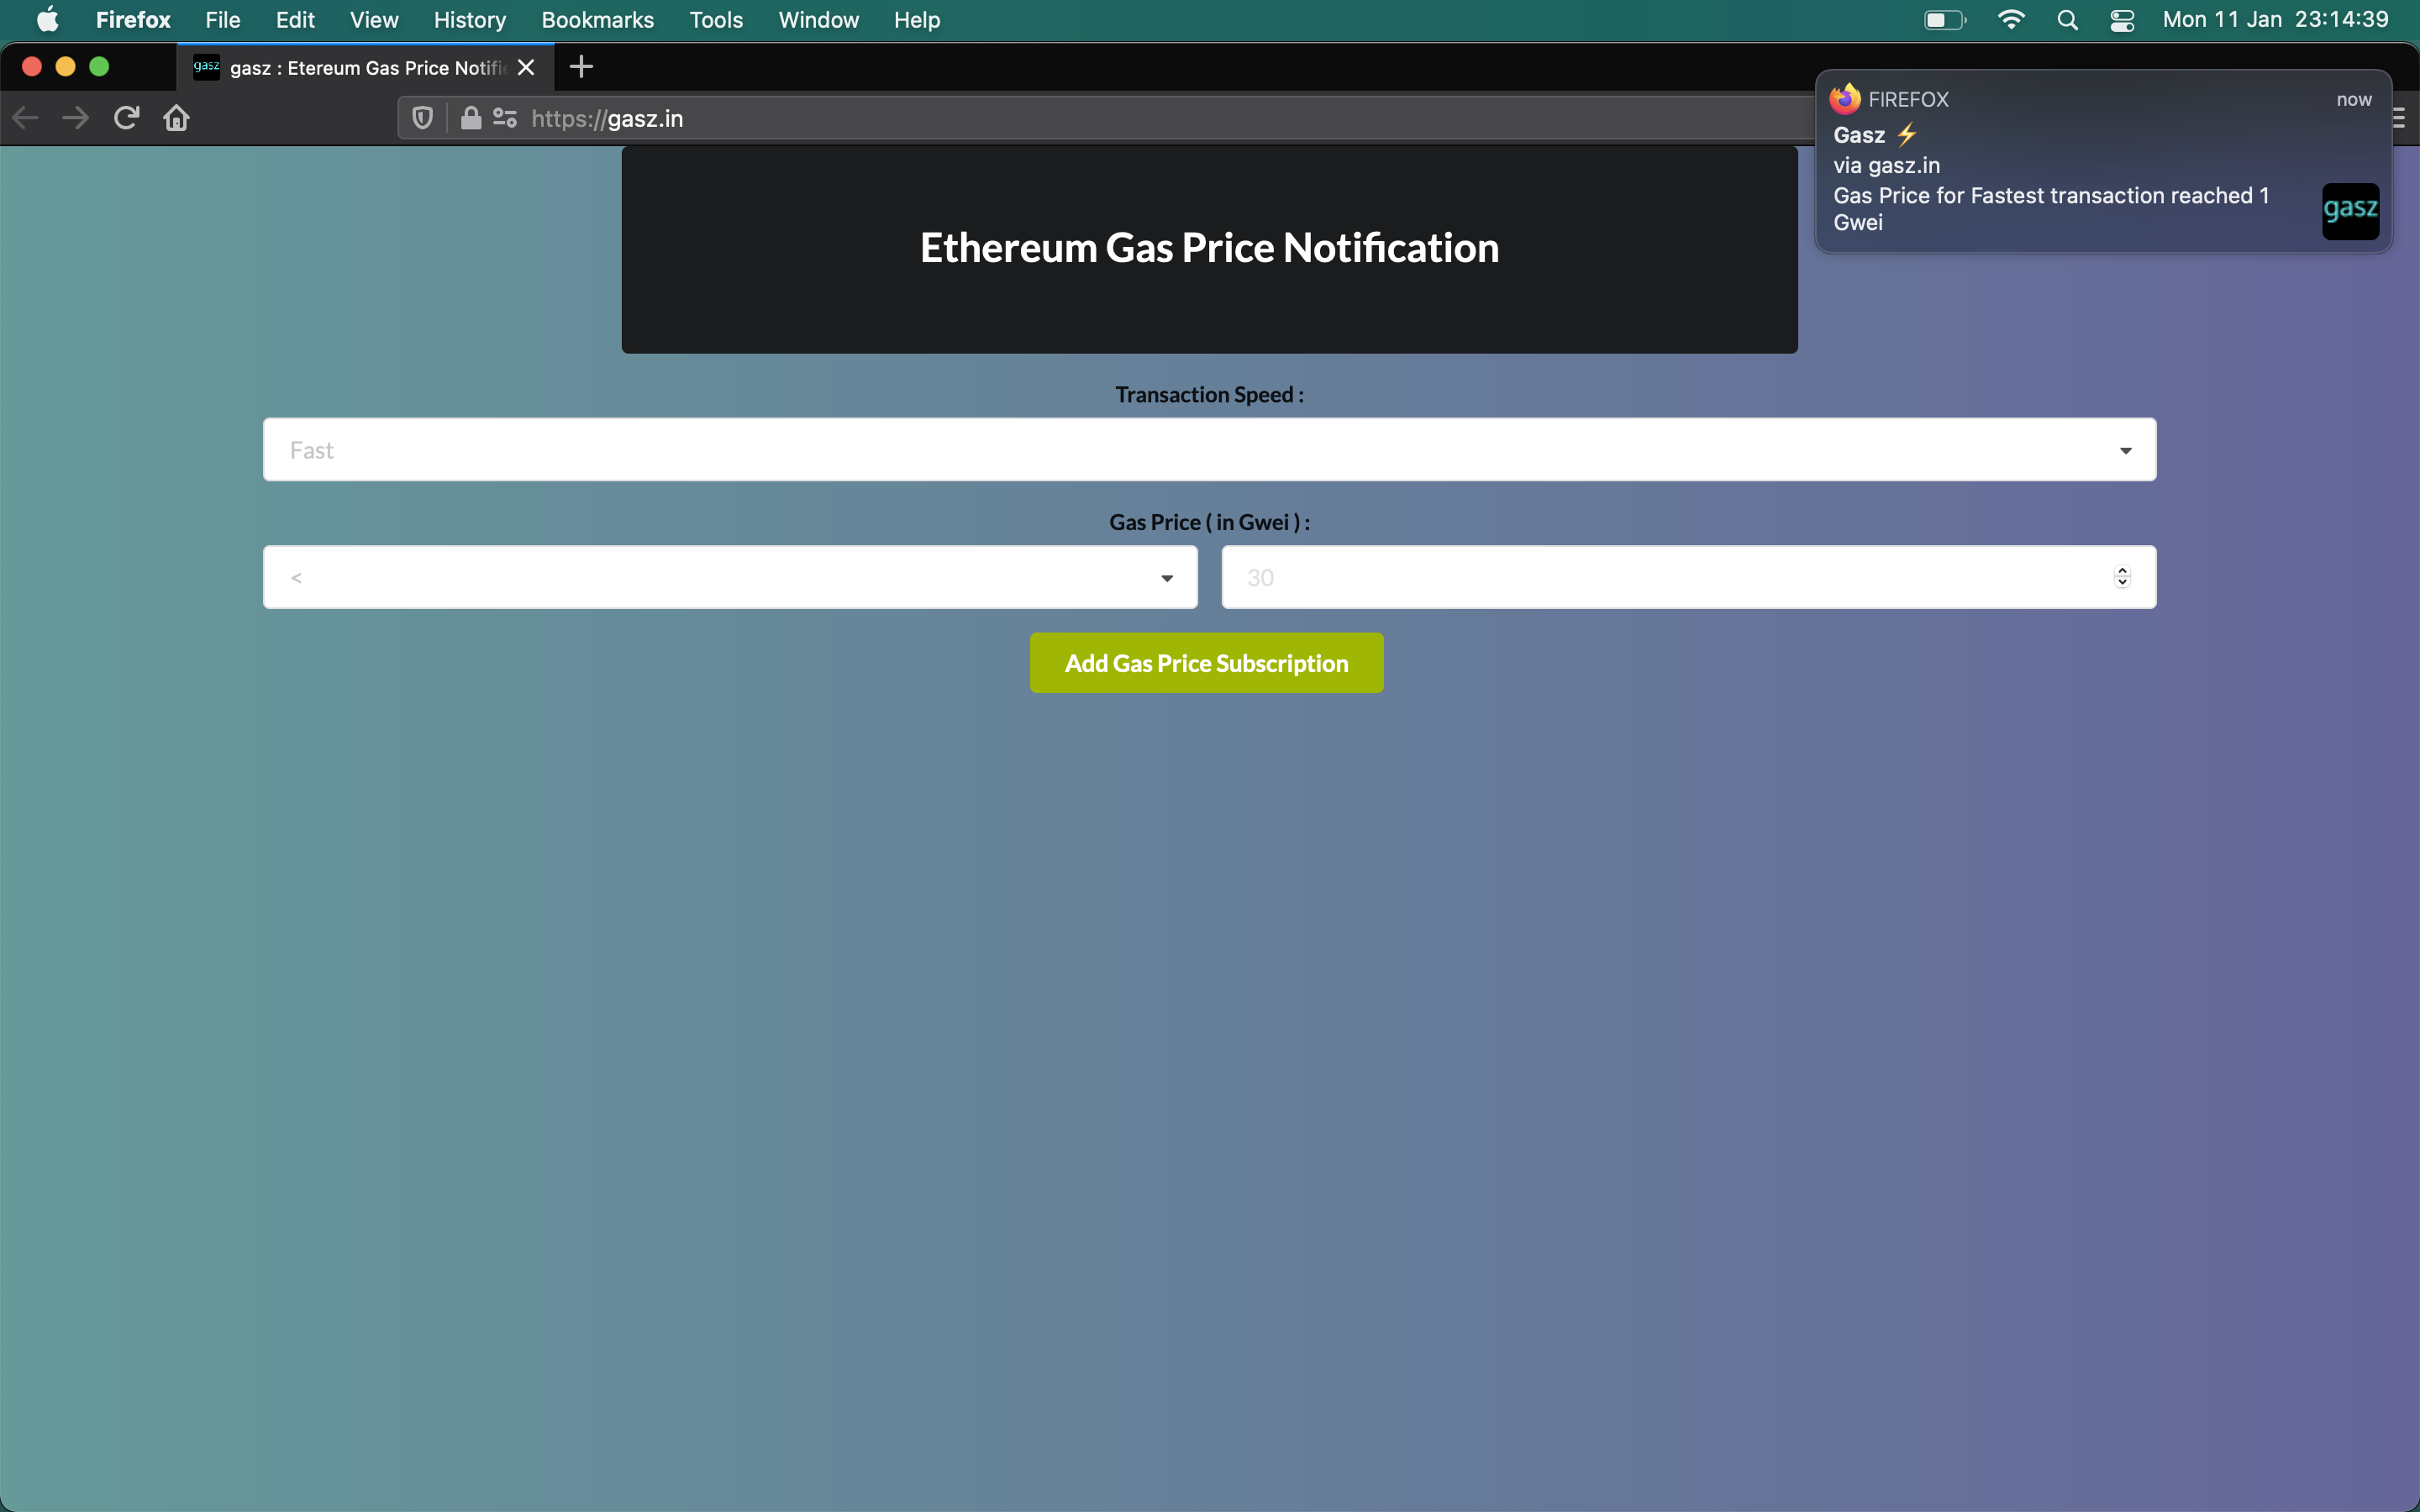 Firefox File Edit View History Bookmarks Tools Window Help Mon 11 Jan 23:14:39
gasz gasz : Etereum Gas Price Notifi
https://gasz.in
FIREFOX now
Gasz ⚡
via gasz.in
Gas Price for Fastest transaction reached 1
Gwei
gasz
Ethereum Gas Price Notification
Transaction Speed :
Fast
Gas Price ( in Gwei ) :
< 30
Add Gas Price Subscription